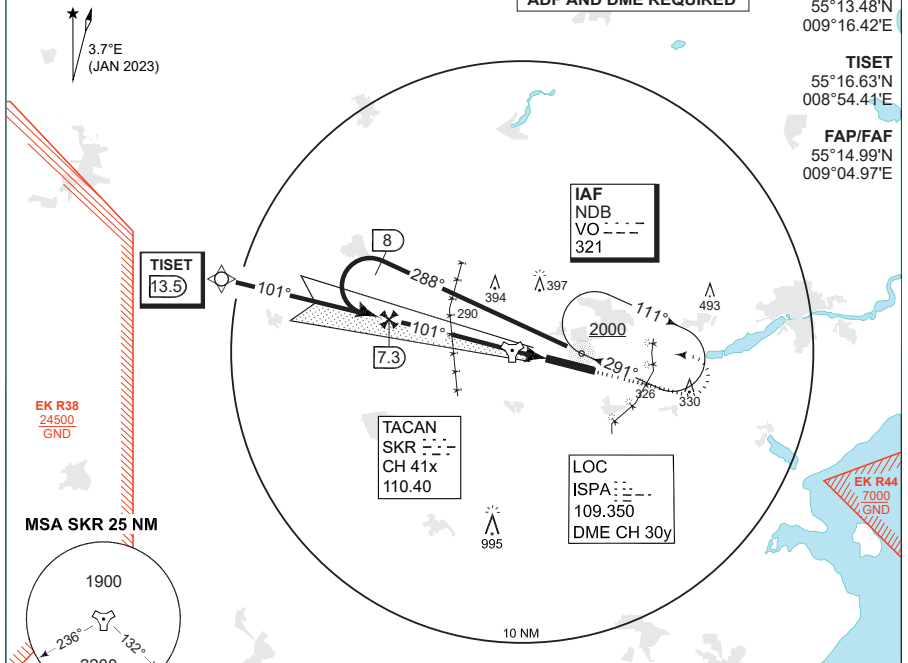 ADF AND DME REQUIRED
55°13.48'N
009°16.42'E
3.7°E
(JAN 2023)
TISET
55°16.63'N
008°54.41'E
FAP/FAF
55°14.99'N
009°04.97'E
IAF
NDB
VO
321
8
TISET
13.5
288°
101°
394
397
493
290
2000
111°
101°
7.3
291°
326
330
EK R38
24500
GND
TACAN
SKR
CH 41x
110.40
LOC
ISPA
109.350
DME CH 30y
EK R44
7000
GND
995
MSA SKR 25 NM
1900
10 NM
236°
132°